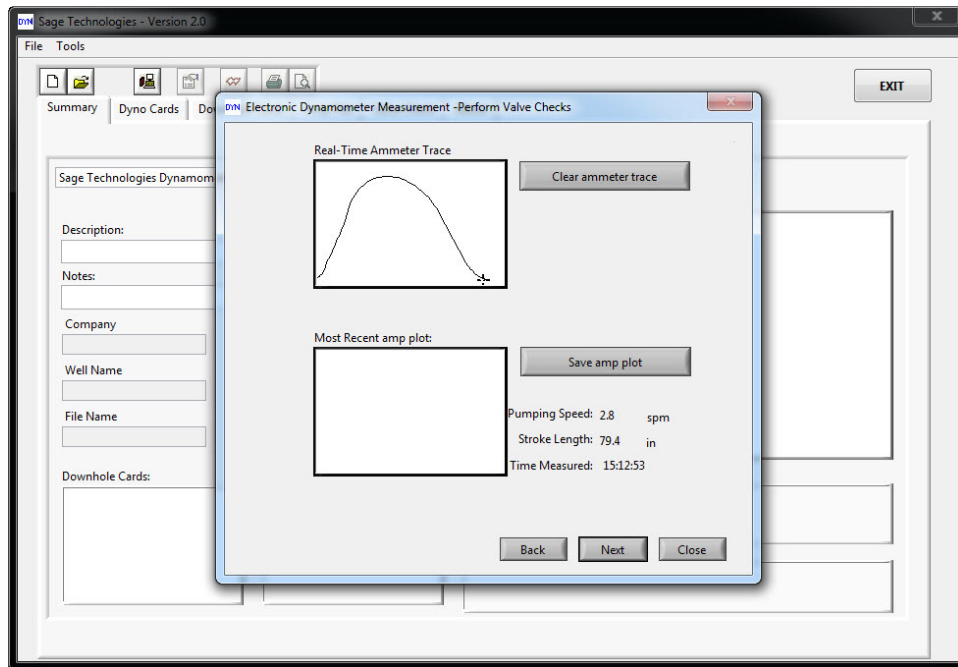 DYN Sage Technologies - Version 2.0
File Tools
EXIT
Summary Dyno Cards Do
DYN Electronic Dynamometer Measurement -Perform Valve Checks
Real-Time Ammeter Trace
Clear ammeter trace
Sage Technologies Dynamom
Description:
Notes:
Company
Most Recent amp plot:
Save amp plot
Well Name
File Name
Pumping Speed: 2.8 spm
Stroke Length: 79.4 in
Time Measured: 15:12:53
Downhole Cards:
Back Next Close